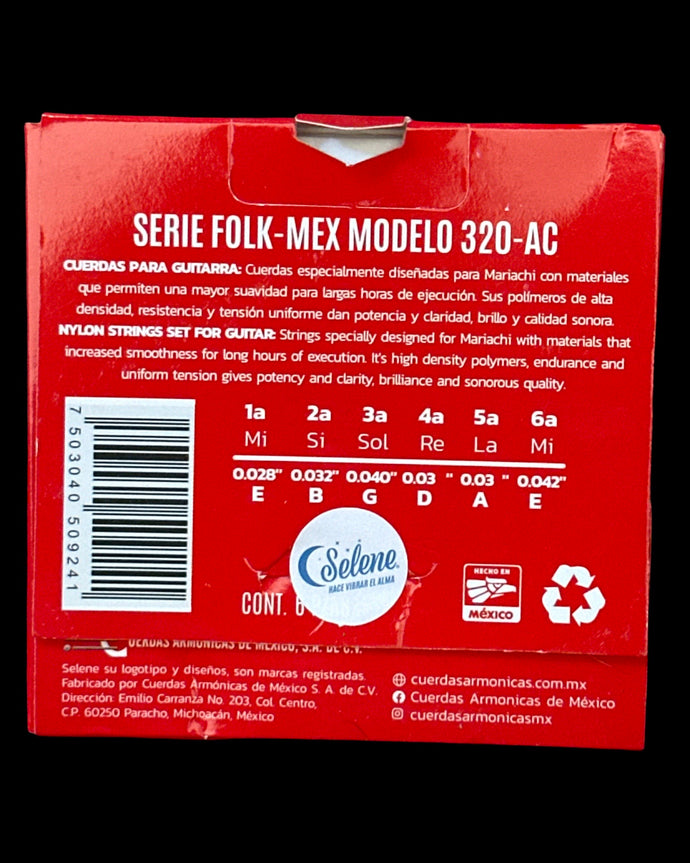 SERIE FOLK-MEX MODELO 320-AC
CUERDAS PARA GUITARRA: Cuerdas especialmente diseñadas para Mariachi con materiales
que permiten una mayor suavidad para largas horas de ejecución. Sus polímeros de alta
densidad, resistencia y tensión uniforme dan potencia y claridad, brillo y calidad sonora.
NYLON STRINGS SET FOR GUITAR: Strings specially designed for Mariachi with materials that
increased smoothness for long hours of execution. It's high density polymers, endurance and
uniform tension gives potency and clarity, brilliance and sonorous quality.
1a 2a 3a 4a 5a 6a
Mi Si Sol Re La Mi
0.028" 0.032" 0.040" 0.03 " 0.03 " 0.042"
E B G D A E
7 503040 509241
Selene
HACE VIBRAR EL ALMA
CONT. 6
HECHO EN
MÉXICO
CUERDAS ARMONICAS DE MEXICO, S.A. DE C.V.
Selene su logotipo y diseños, son marcas registradas.
Fabricado por Cuerdas Armónicas de México S. A. de C.V.
Dirección: Emilio Carranza No. 203, Col. Centro,
C.P. 60250 Paracho, Michoacán, México
cuerdasarmonicas.com.mx
Cuerdas Armonicas de México
cuerdasarmonicasmx